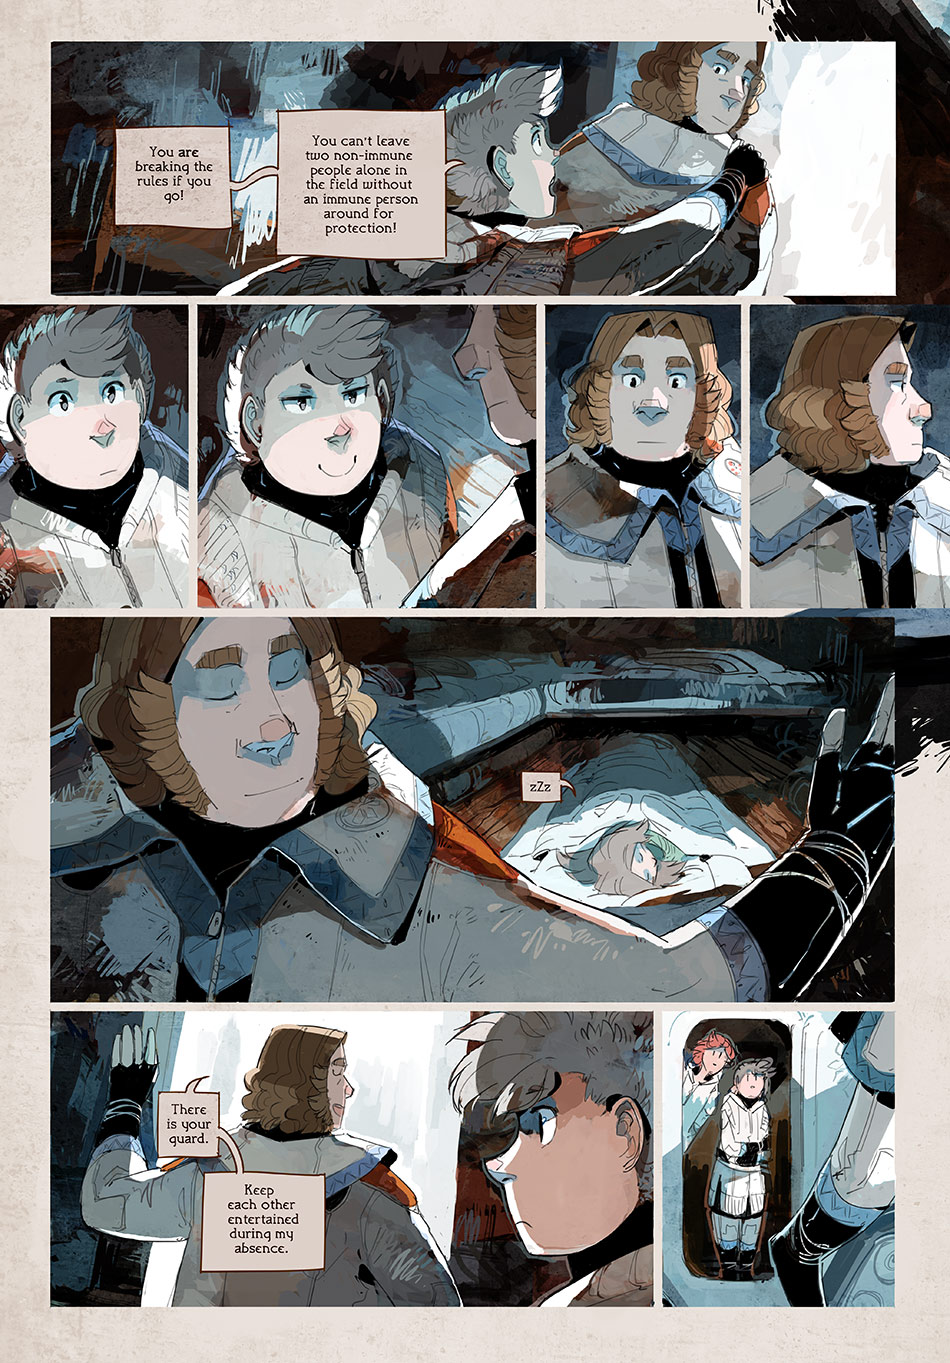 You are
breaking the
rules if you
go!
You can't leave
two non-immune
people alone in
the field without
an immune person
around for
protection!
zZz
There
is your
guard.
Keep
each other
entertained
during my
absence.